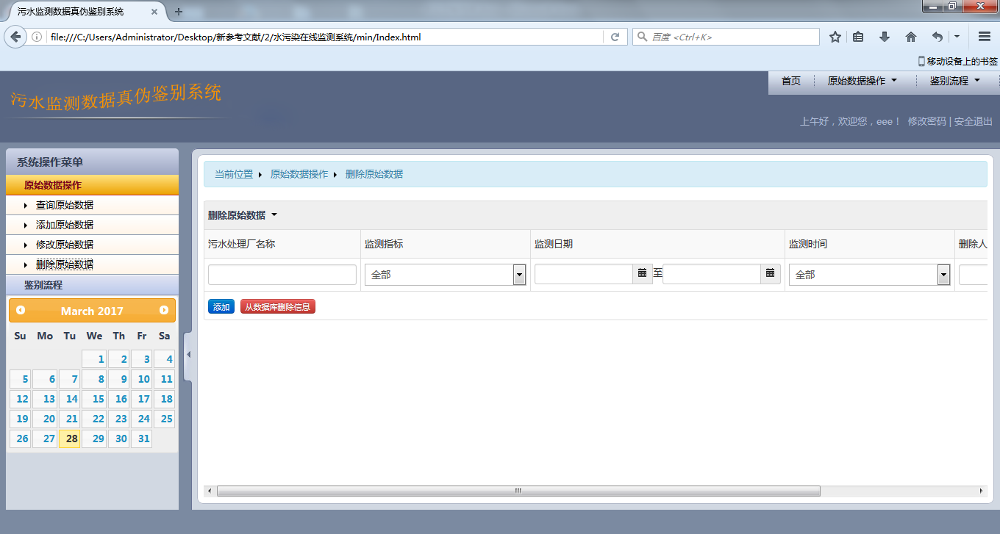 污水监测数据真伪鉴别系统
file:///C:/Users/Administrator/Desktop/新参考文献/2/水污染在线监测系统/min/Index.html
百度 <Ctrl+K>
移动设备上的书签
污水监测数据真伪鉴别系统
首页 原始数据操作 鉴别流程
上午好，欢迎您，eee！ 修改密码 | 安全退出
系统操作菜单
原始数据操作
查询原始数据
添加原始数据
修改原始数据
删除原始数据
鉴别流程
March 2017
Su Mo Tu We Th Fr Sa
1 2 3 4
5 6 7 8 9 10 11
12 13 14 15 16 17 18
19 20 21 22 23 24 25
26 27 28 29 30 31
当前位置 原始数据操作 删除原始数据
删除原始数据
污水处理厂名称 监测指标 监测日期 监测时间 删除人
全部 至 全部
添加 从数据库删除信息